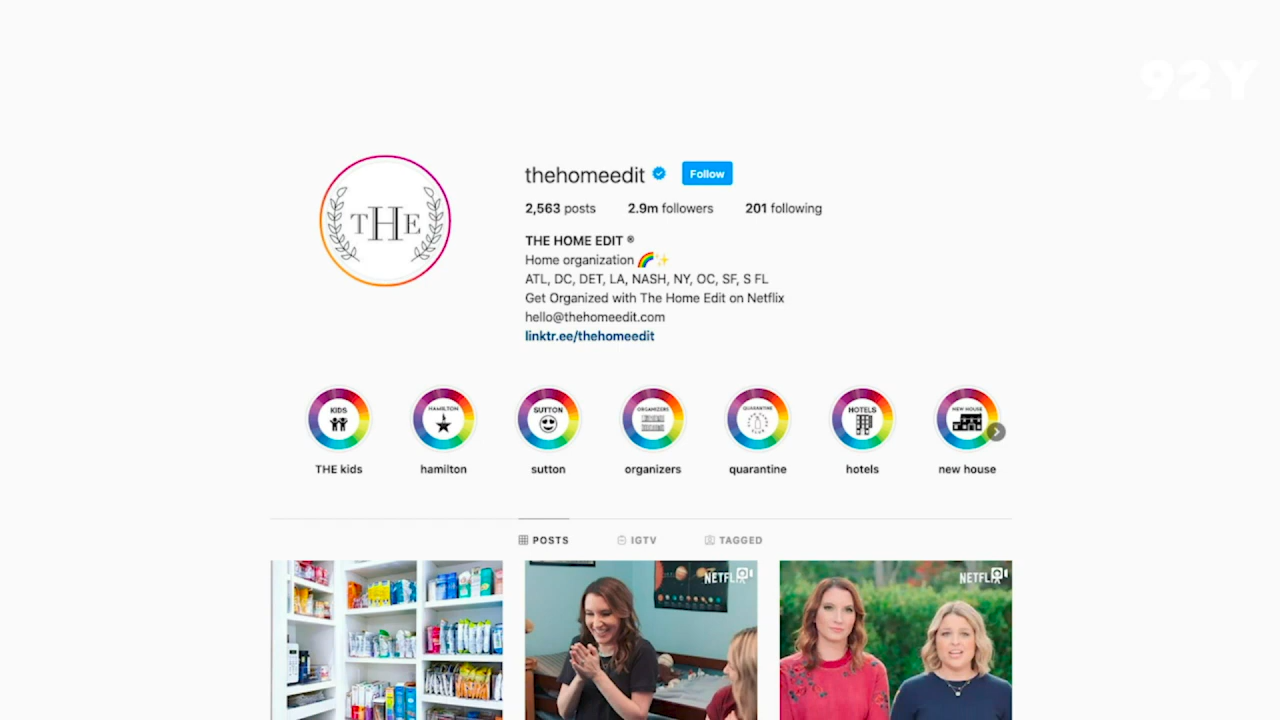 92Y
THE
thehomeedit Follow
2,563 posts 2.9m followers 201 following
THE HOME EDIT ®
Home organization 🌈✨
ATL, DC, DET, LA, NASH, NY, OC, SF, S FL
Get Organized with The Home Edit on Netflix
hello@thehomeedit.com
linktr.ee/thehomeedit
KIDS HAMILTON SUTTON ORGANIZERS QUARANTINE HOTELS NEW HOUSE
THE kids hamilton sutton organizers quarantine hotels new house
POSTS IGTV TAGGED
NETFLIX NETFLIX